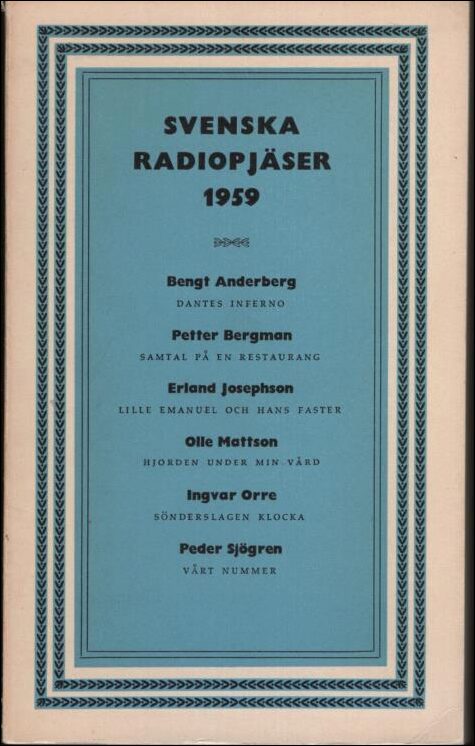 SVENSKA
RADIOPJÄSER
1959
Bengt Anderberg
DANTES INFERNO
Petter Bergman
SAMTAL PÅ EN RESTAURANG
Erland Josephson
LILLE EMANUEL OCH HANS FASTER
Olle Mattson
HJORDEN UNDER MIN VÅRD
Ingvar Orre
SÖNDERSLAGEN KLOCKA
Peder Sjögren
VÅRT NUMMER